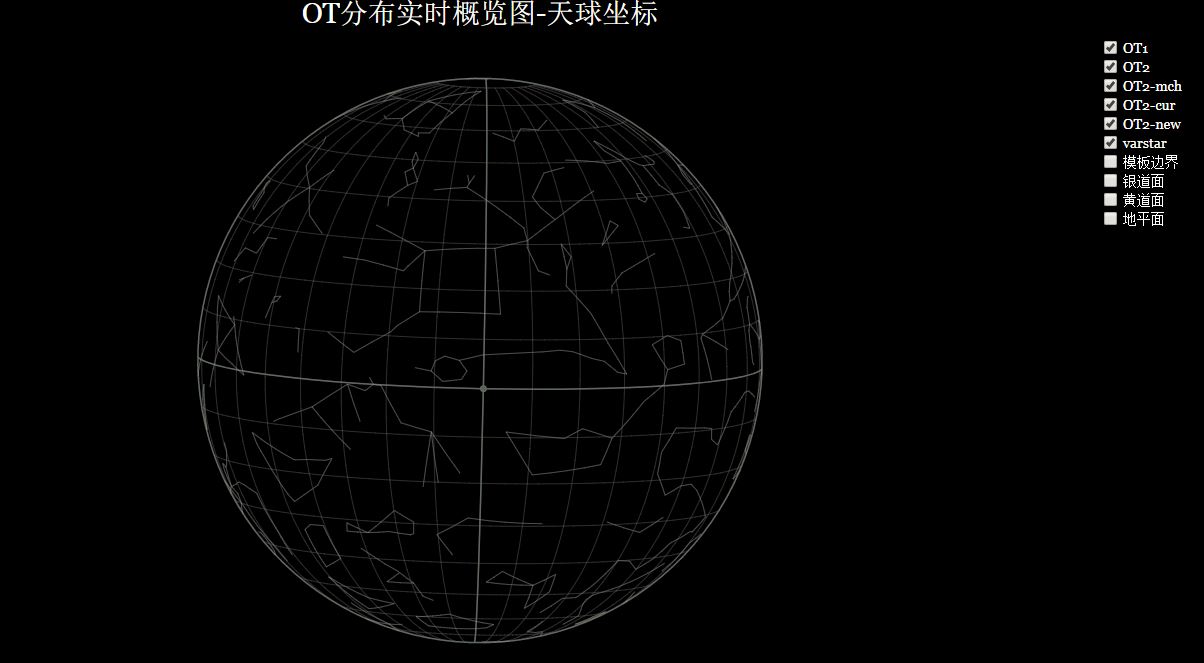 OT分布实时概览图-天球坐标
OT1
OT2
OT2-mch
OT2-cur
OT2-new
varstar
模板边界
银道面
黄道面
地平面